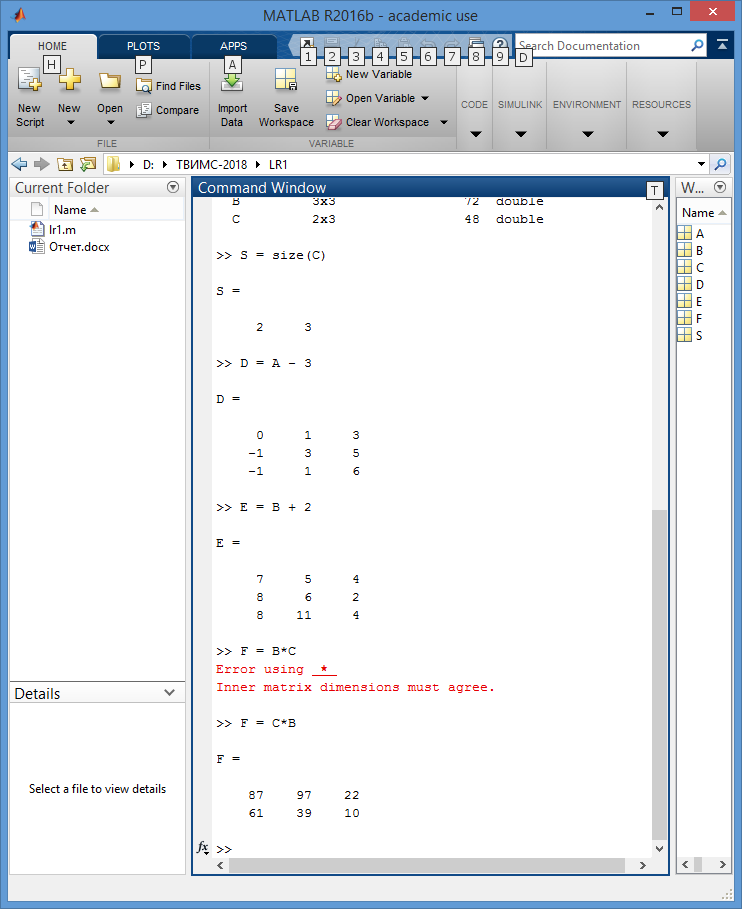 MATLAB R2016b - academic use
HOME PLOTS APPS
Search Documentation
1 2 3 4 5 6 7 8 9 D
H P A
New Script
New
Open
Find Files
Compare
Import Data
Save Workspace
New Variable
Open Variable
Clear Workspace
CODE SIMULINK ENVIRONMENT RESOURCES
FILE VARIABLE
D: ТВИМС-2018 LR1
Current Folder
Name
lr1.m
Отчет.docx
Details
Select a file to view details
Command Window T
B 3x3 72 double
C 2x3 48 double
>> S = size(C)
S =
2 3
>> D = A - 3
D =
0 1 3
-1 3 5
-1 1 6
>> E = B + 2
E =
7 5 4
8 6 2
8 11 4
>> F = B*C
Error using *
Inner matrix dimensions must agree.
>> F = C*B
F =
87 97 22
61 39 10
fx >>
W...
Name
A
B
C
D
E
F
S